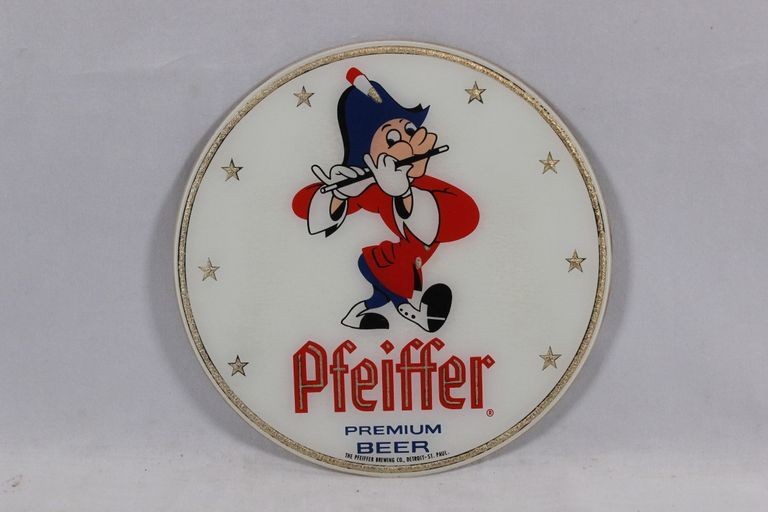 Pfeiffer®
PREMIUM
BEER
THE PFEIFFER BREWING CO., DETROIT-ST. PAUL.